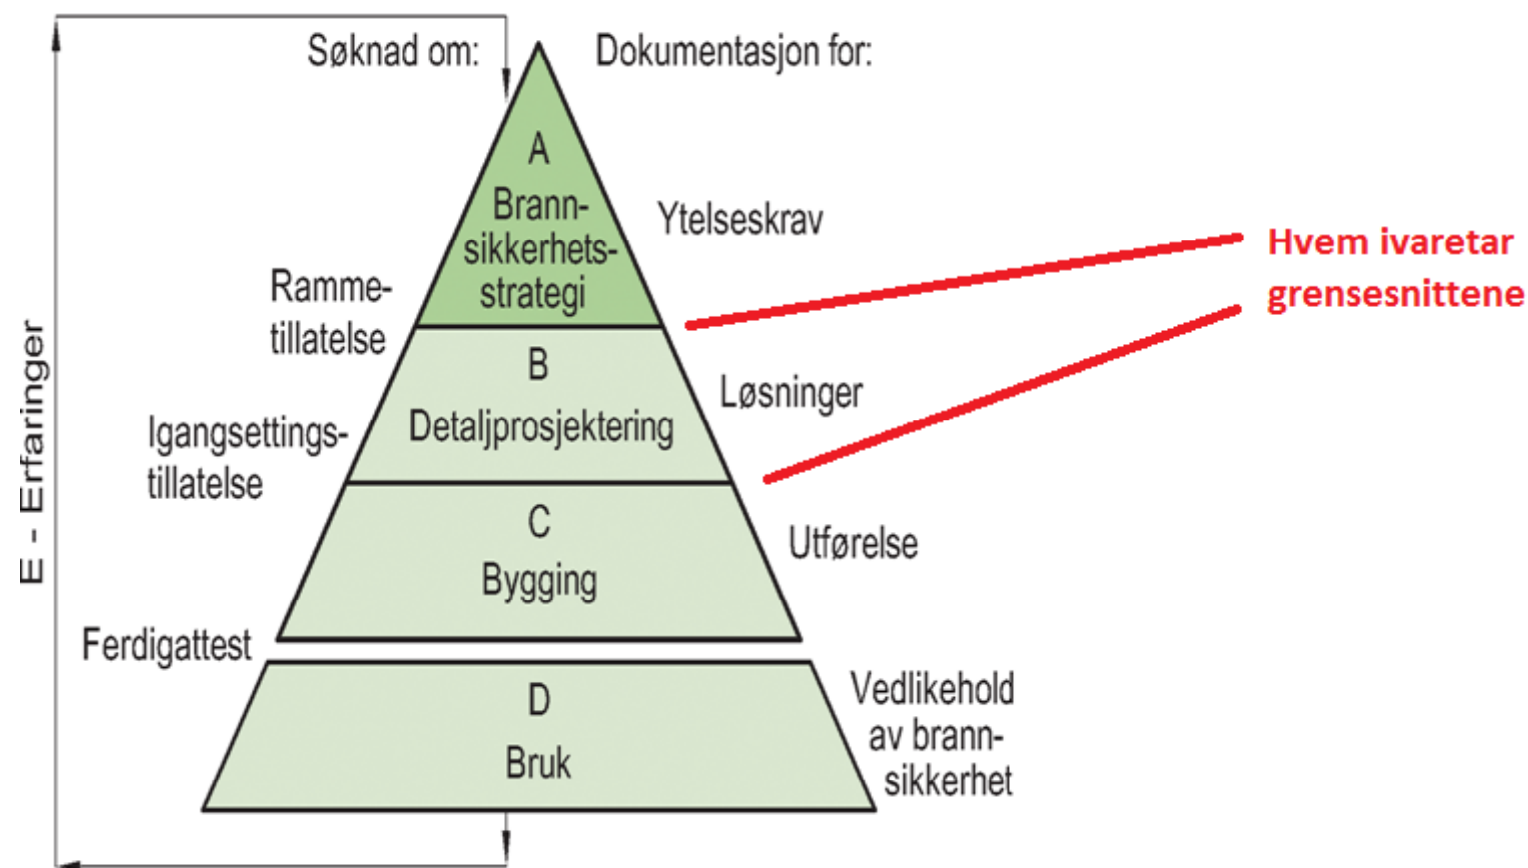 Søknad om:
Dokumentasjon for:
A
Brann-
sikkerhets-
strategi
Ytelseskrav
Hvem ivaretar
grensesnittene
Ramme-
tillatelse
B
Detaljprosjektering
Løsninger
Igangsettings-
tillatelse
C
Bygging
Utførelse
Ferdigattest
D
Bruk
Vedlikehold
av brann-
sikkerhet
E - Erfaringer